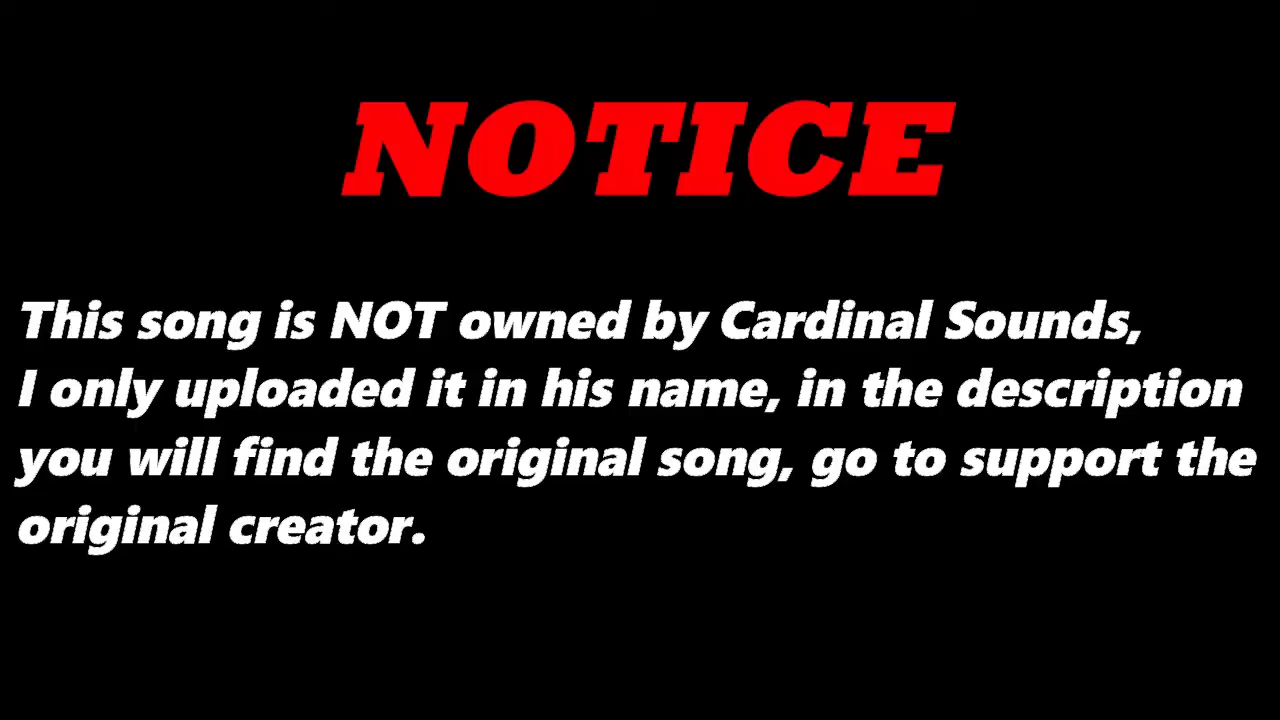 NOTICE
This song is NOT owned by Cardinal Sounds,
I only uploaded it in his name, in the description
you will find the original song, go to support the
original creator.